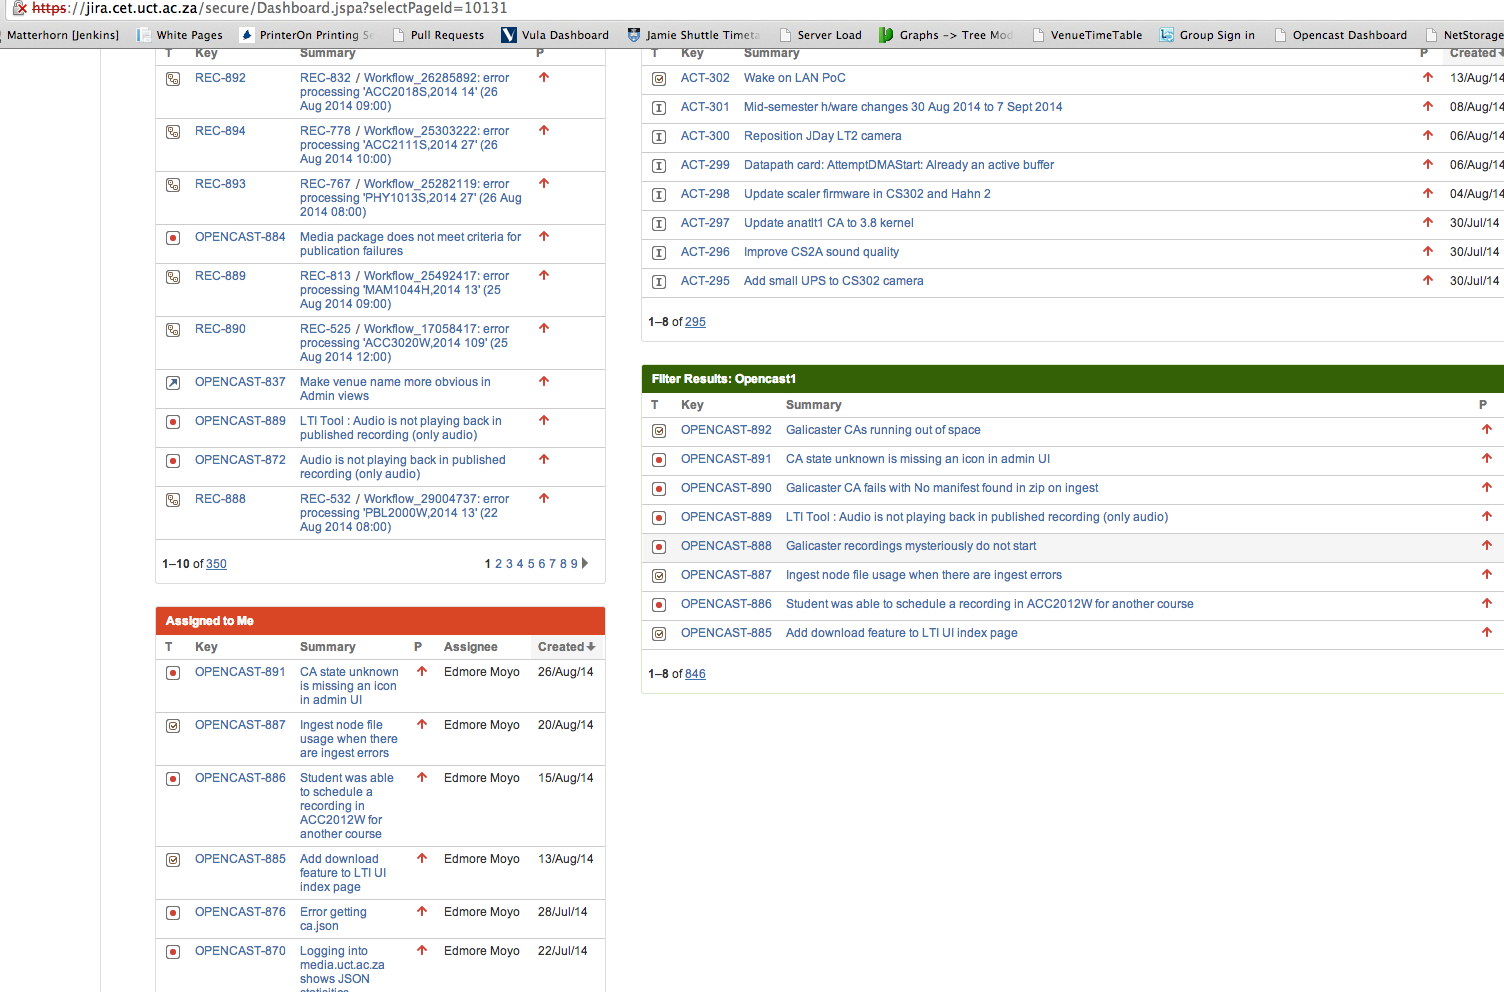 https://jira.cet.uct.ac.za/secure/Dashboard.jspa?selectPageId=10131
Matterhorn [Jenkins] White Pages PrinterOn Printing Pull Requests Vula Dashboard Jamie Shuttle Timeta Server Load Graphs -> Tree Mod VenueTimeTable Group Sign in Opencast Dashboard NetStorage
T Key Summary P
REC-892 REC-832 / Workflow_26285892: error
processing 'ACC2018S,2014 14' (26
Aug 2014 09:00)
REC-894 REC-778 / Workflow_25303222: error
processing 'ACC2111S,2014 27' (26
Aug 2014 10:00)
REC-893 REC-767 / Workflow_25282119: error
processing 'PHY1013S,2014 27' (26 Aug
2014 08:00)
OPENCAST-884 Media package does not meet criteria for
publication failures
REC-889 REC-813 / Workflow_25492417: error
processing 'MAM1044H,2014 13' (25
Aug 2014 09:00)
REC-890 REC-525 / Workflow_17058417: error
processing 'ACC3020W,2014 109' (25
Aug 2014 12:00)
OPENCAST-837 Make venue name more obvious in
Admin views
OPENCAST-889 LTI Tool : Audio is not playing back in
published recording (only audio)
OPENCAST-872 Audio is not playing back in published
recording (only audio)
REC-888 REC-532 / Workflow_29004737: error
processing 'PBL2000W,2014 13' (22
Aug 2014 08:00)
1–10 of 350 1 2 3 4 5 6 7 8 9
Assigned to Me
T Key Summary P Assignee Created
OPENCAST-891 CA state unknown Edmore Moyo 26/Aug/14
is missing an icon
in admin UI
OPENCAST-887 Ingest node file Edmore Moyo 20/Aug/14
usage when there
are ingest errors
OPENCAST-886 Student was able Edmore Moyo 15/Aug/14
to schedule a
recording in
ACC2012W for
another course
OPENCAST-885 Add download Edmore Moyo 13/Aug/14
feature to LTI UI
index page
OPENCAST-876 Error getting Edmore Moyo 28/Jul/14
ca.json
OPENCAST-870 Logging into Edmore Moyo 22/Jul/14
media.uct.ac.za
shows JSON
T Key Summary P Created
ACT-302 Wake on LAN PoC 13/Aug/14
ACT-301 Mid-semester h/ware changes 30 Aug 2014 to 7 Sept 2014 08/Aug/14
ACT-300 Reposition JDay LT2 camera 06/Aug/14
ACT-299 Datapath card: AttemptDMAStart: Already an active buffer 06/Aug/14
ACT-298 Update scaler firmware in CS302 and Hahn 2 04/Aug/14
ACT-297 Update anatlt1 CA to 3.8 kernel 30/Jul/14
ACT-296 Improve CS2A sound quality 30/Jul/14
ACT-295 Add small UPS to CS302 camera 30/Jul/14
1–8 of 295
Filter Results: Opencast1
T Key Summary P
OPENCAST-892 Galicaster CAs running out of space
OPENCAST-891 CA state unknown is missing an icon in admin UI
OPENCAST-890 Galicaster CA fails with No manifest found in zip on ingest
OPENCAST-889 LTI Tool : Audio is not playing back in published recording (only audio)
OPENCAST-888 Galicaster recordings mysteriously do not start
OPENCAST-887 Ingest node file usage when there are ingest errors
OPENCAST-886 Student was able to schedule a recording in ACC2012W for another course
OPENCAST-885 Add download feature to LTI UI index page
1–8 of 846